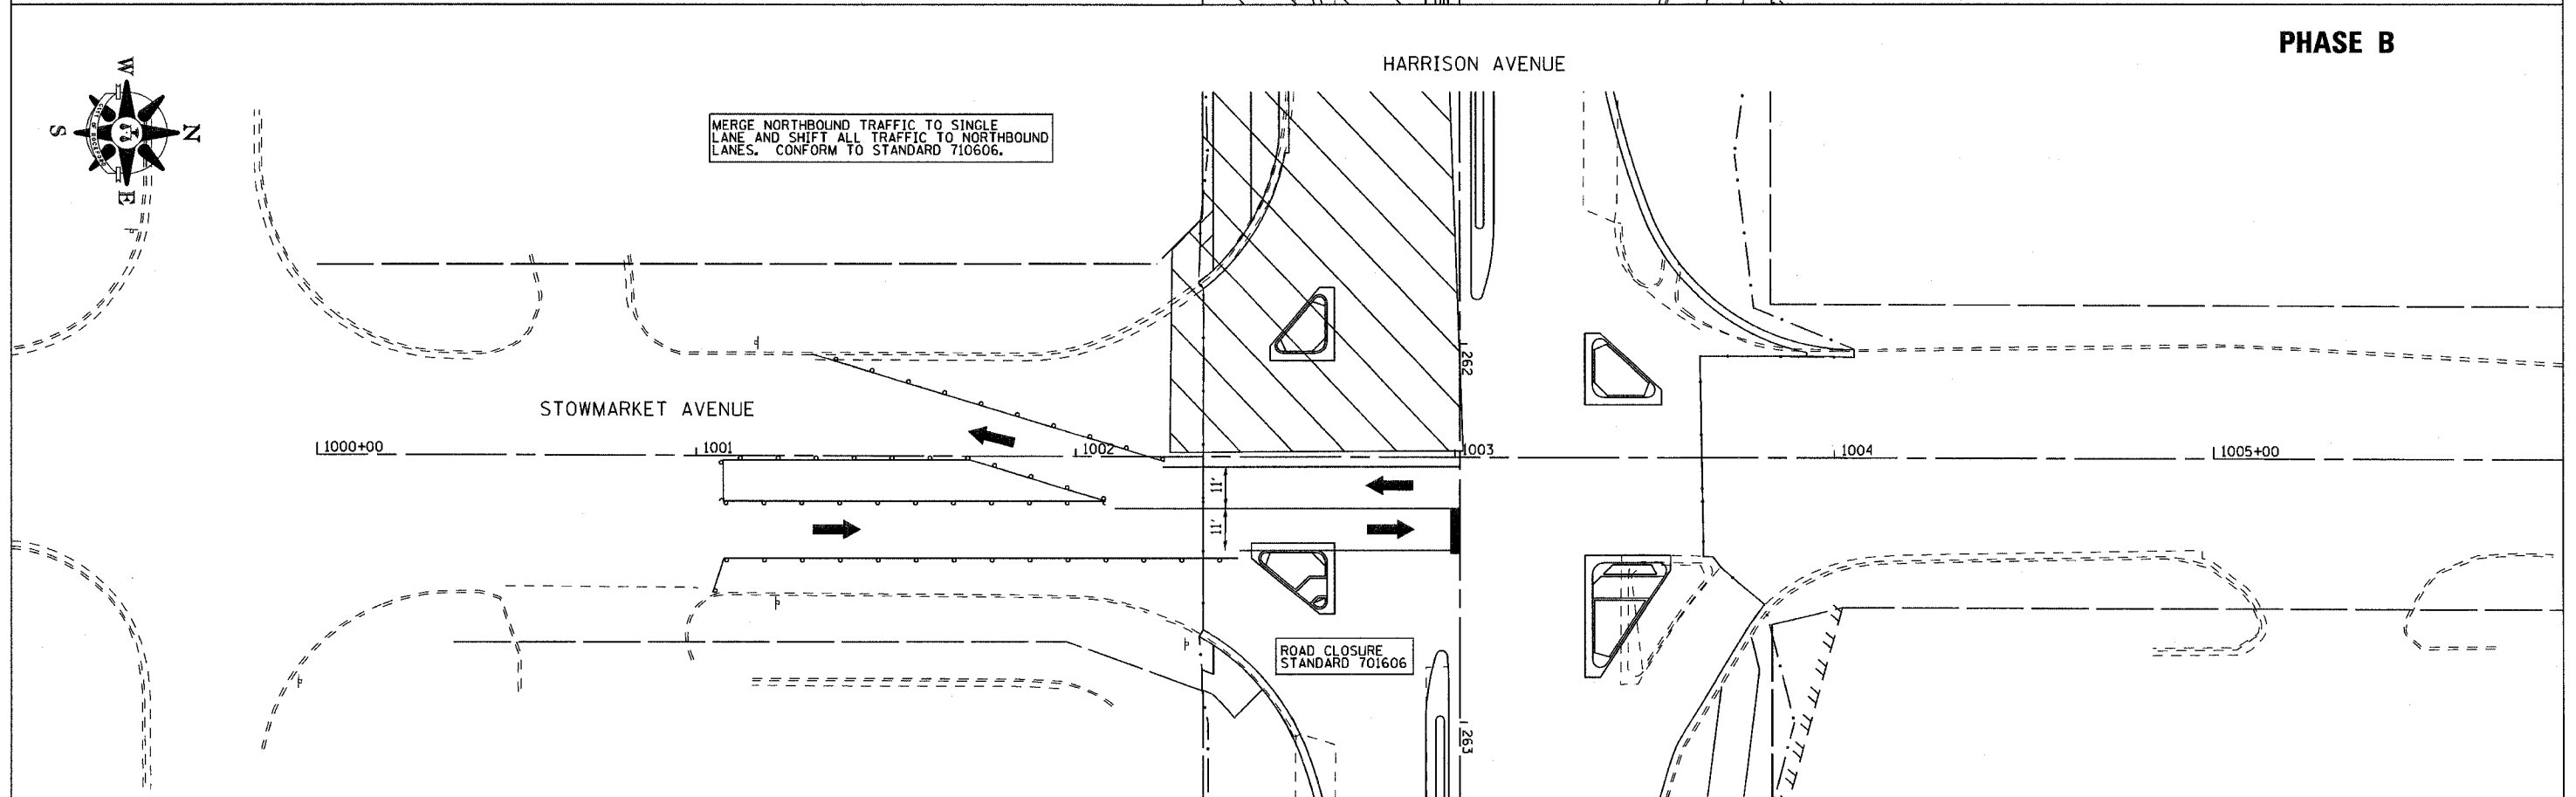 PHASE B
HARRISON AVENUE
W
S
N
E
MERGE NORTHBOUND TRAFFIC TO SINGLE
LANE AND SHIFT ALL TRAFFIC TO NORTHBOUND
LANES. CONFORM TO STANDARD 710606.
262
STOWMARKET AVENUE
1000+00
1001
1002
1003
1004
1005+00
11'
11'
ROAD CLOSURE
STANDARD 701606
263